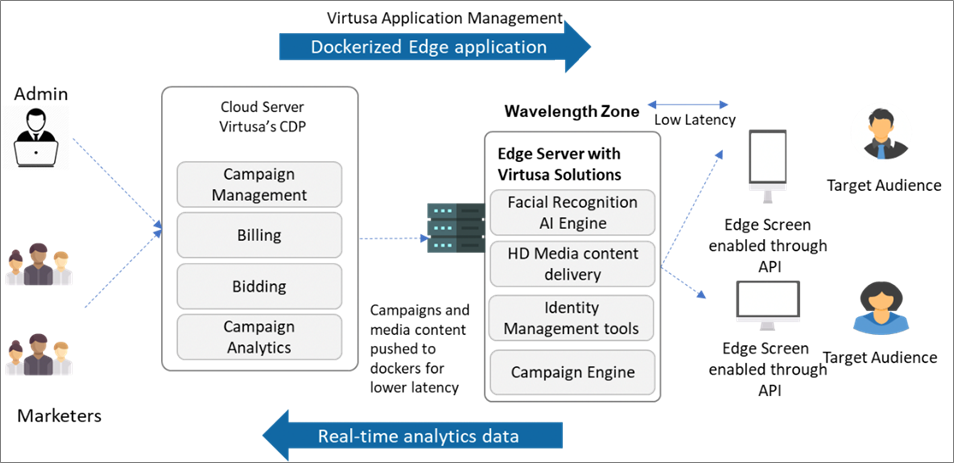 Virtusa Application Management
Dockerized Edge application
Admin
Cloud Server
Virtusa's CDP
Campaign
Management
Billing
Bidding
Campaign
Analytics
Marketers
Campaigns and
media content
pushed to
dockers for
lower latency
Wavelength Zone
Low Latency
Edge Server with
Virtusa Solutions
Facial Recognition
AI Engine
HD Media content
delivery
Identity
Management tools
Campaign Engine
Edge Screen
enabled through
API
Target Audience
Edge Screen
enabled through
API
Target Audience
Real-time analytics data